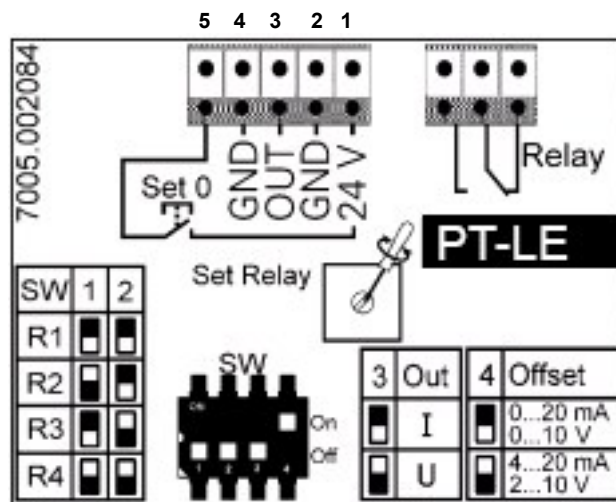 5 4 3 2 1
7005.002084
Set 0
GND
OUT
GND
24 V
Relay
PT-LE
Set Relay
SW 1 2
R1
R2
R3
R4
SW
ON
On
Off
1 2 3 4
3 Out
I
U
4 Offset
0...20 mA
0...10 V
4...20 mA
2...10 V